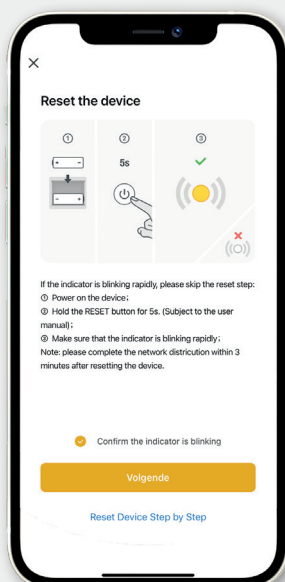 Reset the device
① ② ③
5s
If the indicator is blinking rapidly, please skip the reset step:
① Power on the device;
② Hold the RESET button for 5s. (Subject to the user
manual);
③ Make sure that the indicator is blinking rapidly;
Note: please complete the network districution within 3
minutes after resetting the device.
Confirm the indicator is blinking
Volgende
Reset Device Step by Step